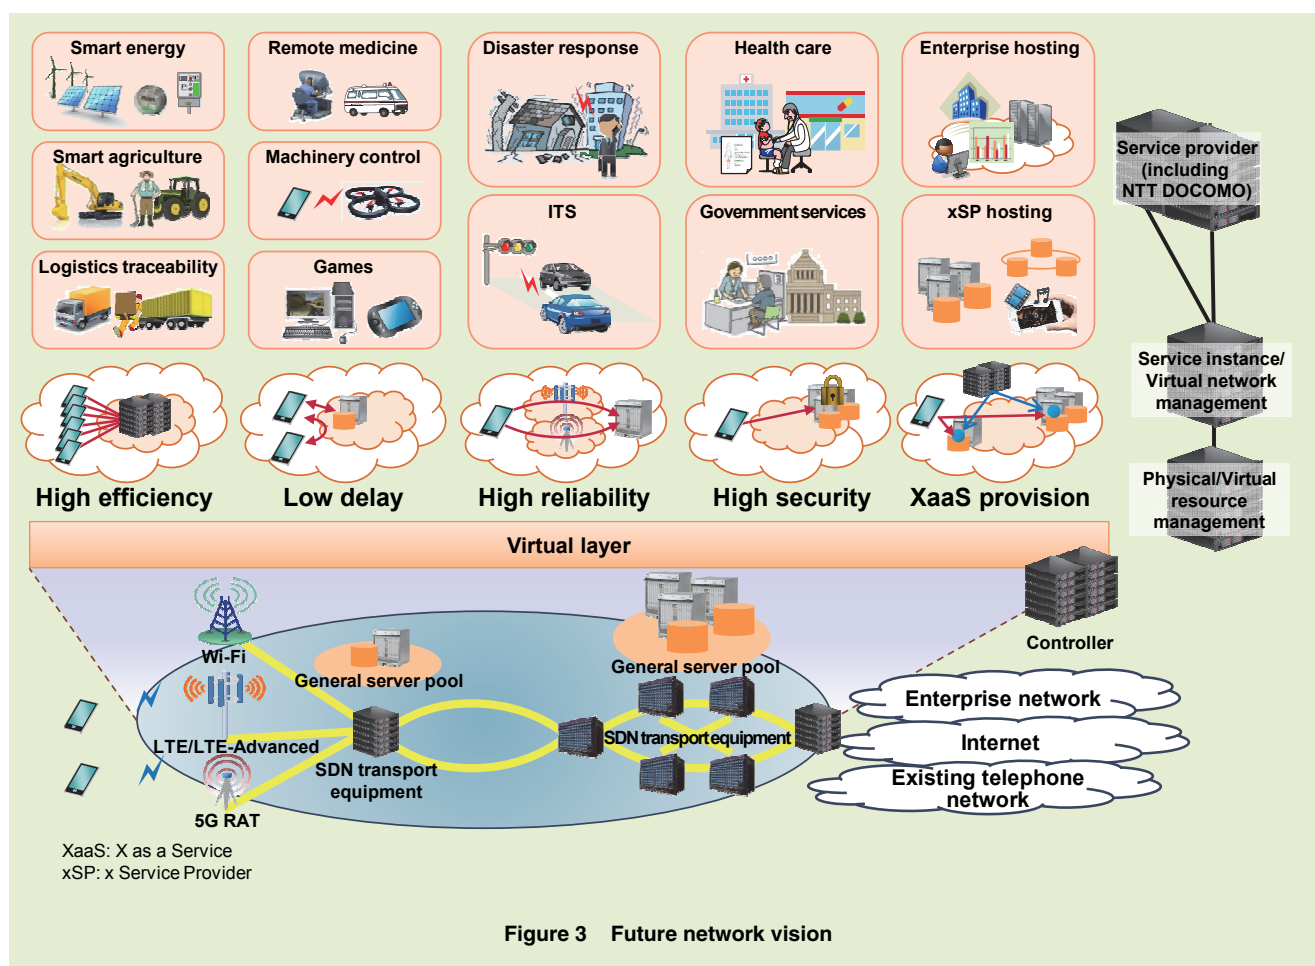 Smart energy
Remote medicine
Disaster response
Health care
Enterprise hosting
Service provider
(including
NTT DOCOMO)
Smart agriculture
Machinery control
ITS
Government services
xSP hosting
Logistics traceability
Games
Service instance/
Virtual network
management
High efficiency
Low delay
High reliability
High security
XaaS provision
Physical/Virtual
resource
management
Virtual layer
Controller
Wi-Fi
General server pool
General server pool
LTE/LTE-Advanced
SDN transport
equipment
SDN transport equipment
5G RAT
Enterprise network
Internet
Existing telephone
network
XaaS: X as a Service
xSP: x Service Provider
Figure 3 Future network vision